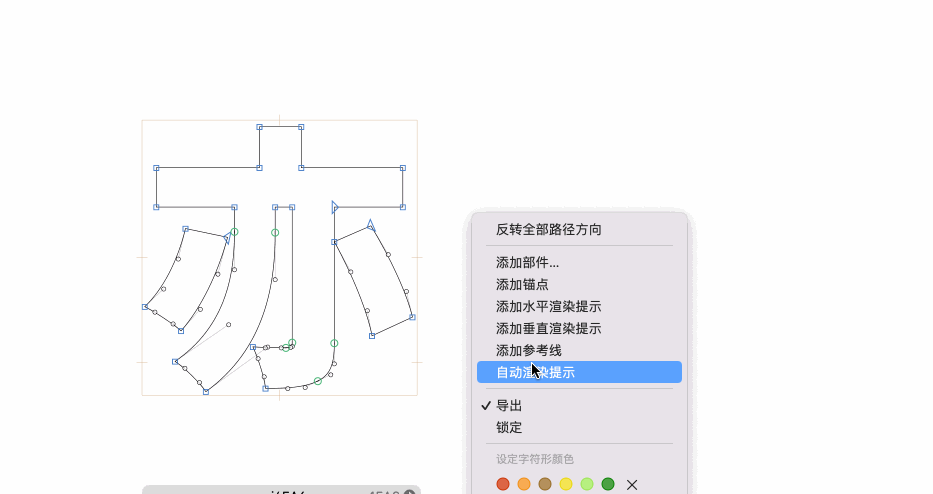 亦
反转全部路径方向
添加部件...
添加锚点
添加水平渲染提示
添加垂直渲染提示
添加参考线
自动渲染提示
导出
锁定
设定字符形颜色